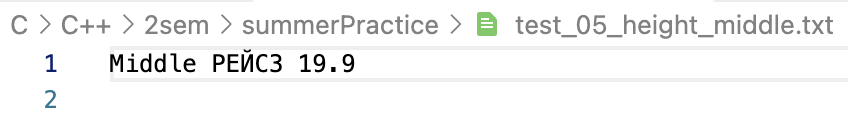 C > C++ > 2sem > summerPractice > test_05_height_middle.txt
1 Middle РЕЙС3 19.9
2